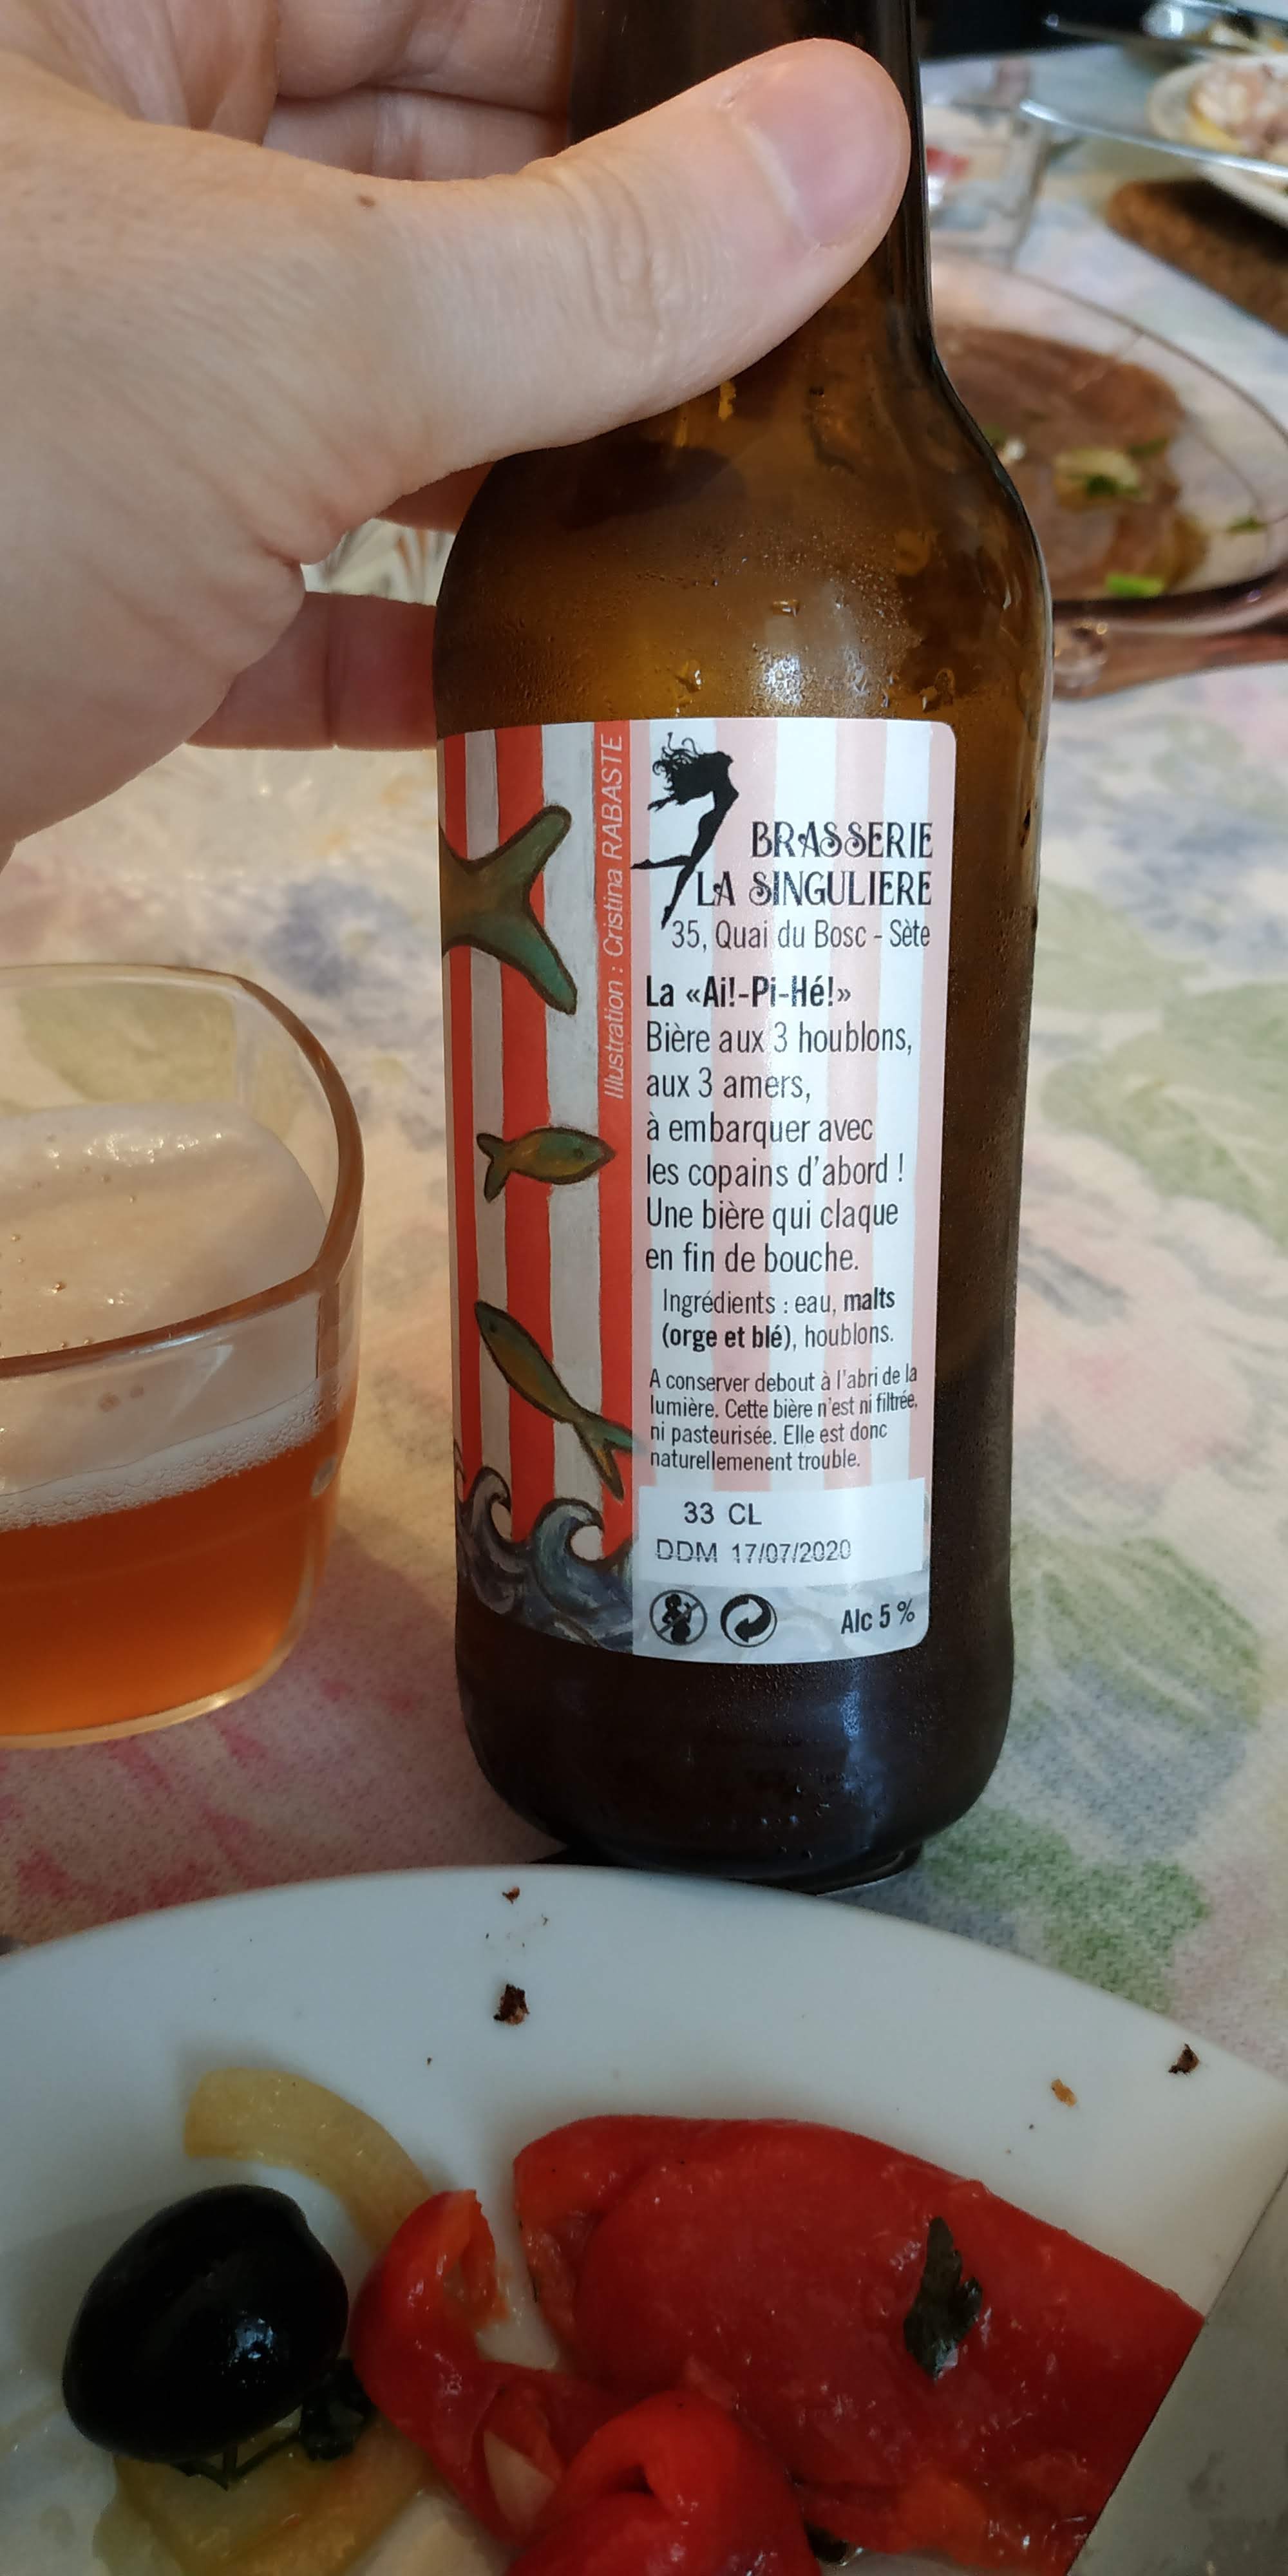 Illustration : Cristina RABASTE
BRASSERIE
LA SINGULIERE
35, Quai du Bosc - Sète
La «Ai!-Pi-Hé!»
Bière aux 3 houblons,
aux 3 amers,
à embarquer avec
les copains d'abord !
Une bière qui claque
en fin de bouche.
Ingrédients : eau, malts
(orge et blé), houblons.
A conserver debout à l'abri de la
lumière. Cette bière n'est ni filtrée,
ni pasteurisée. Elle est donc
naturellemenent trouble.
33 CL
DDM 17/07/2020
Alc 5 %